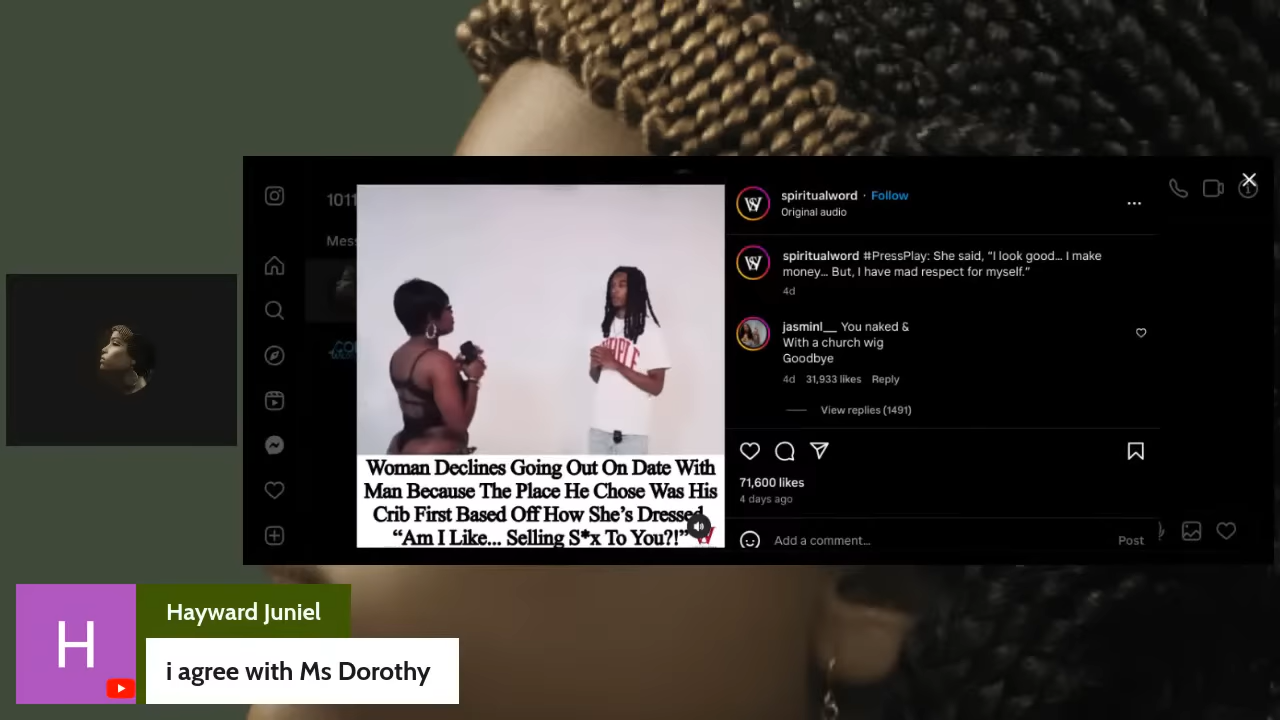 1011
Mess
spiritualword · Follow
Original audio
spiritualword #PressPlay: She said, “I look good… I make
money… But, I have mad respect for myself.”
4d
jasminl__ You naked &
With a church wig
Goodbye
4d 31,933 likes Reply
View replies (1491)
71,600 likes
4 days ago
Add a comment… Post
Woman Declines Going Out On Date With
Man Because The Place He Chose Was His
Crib First Based Off How She’s Dressed
“Am I Like... Selling S*x To You?!”
H
Hayward Juniel
i agree with Ms Dorothy